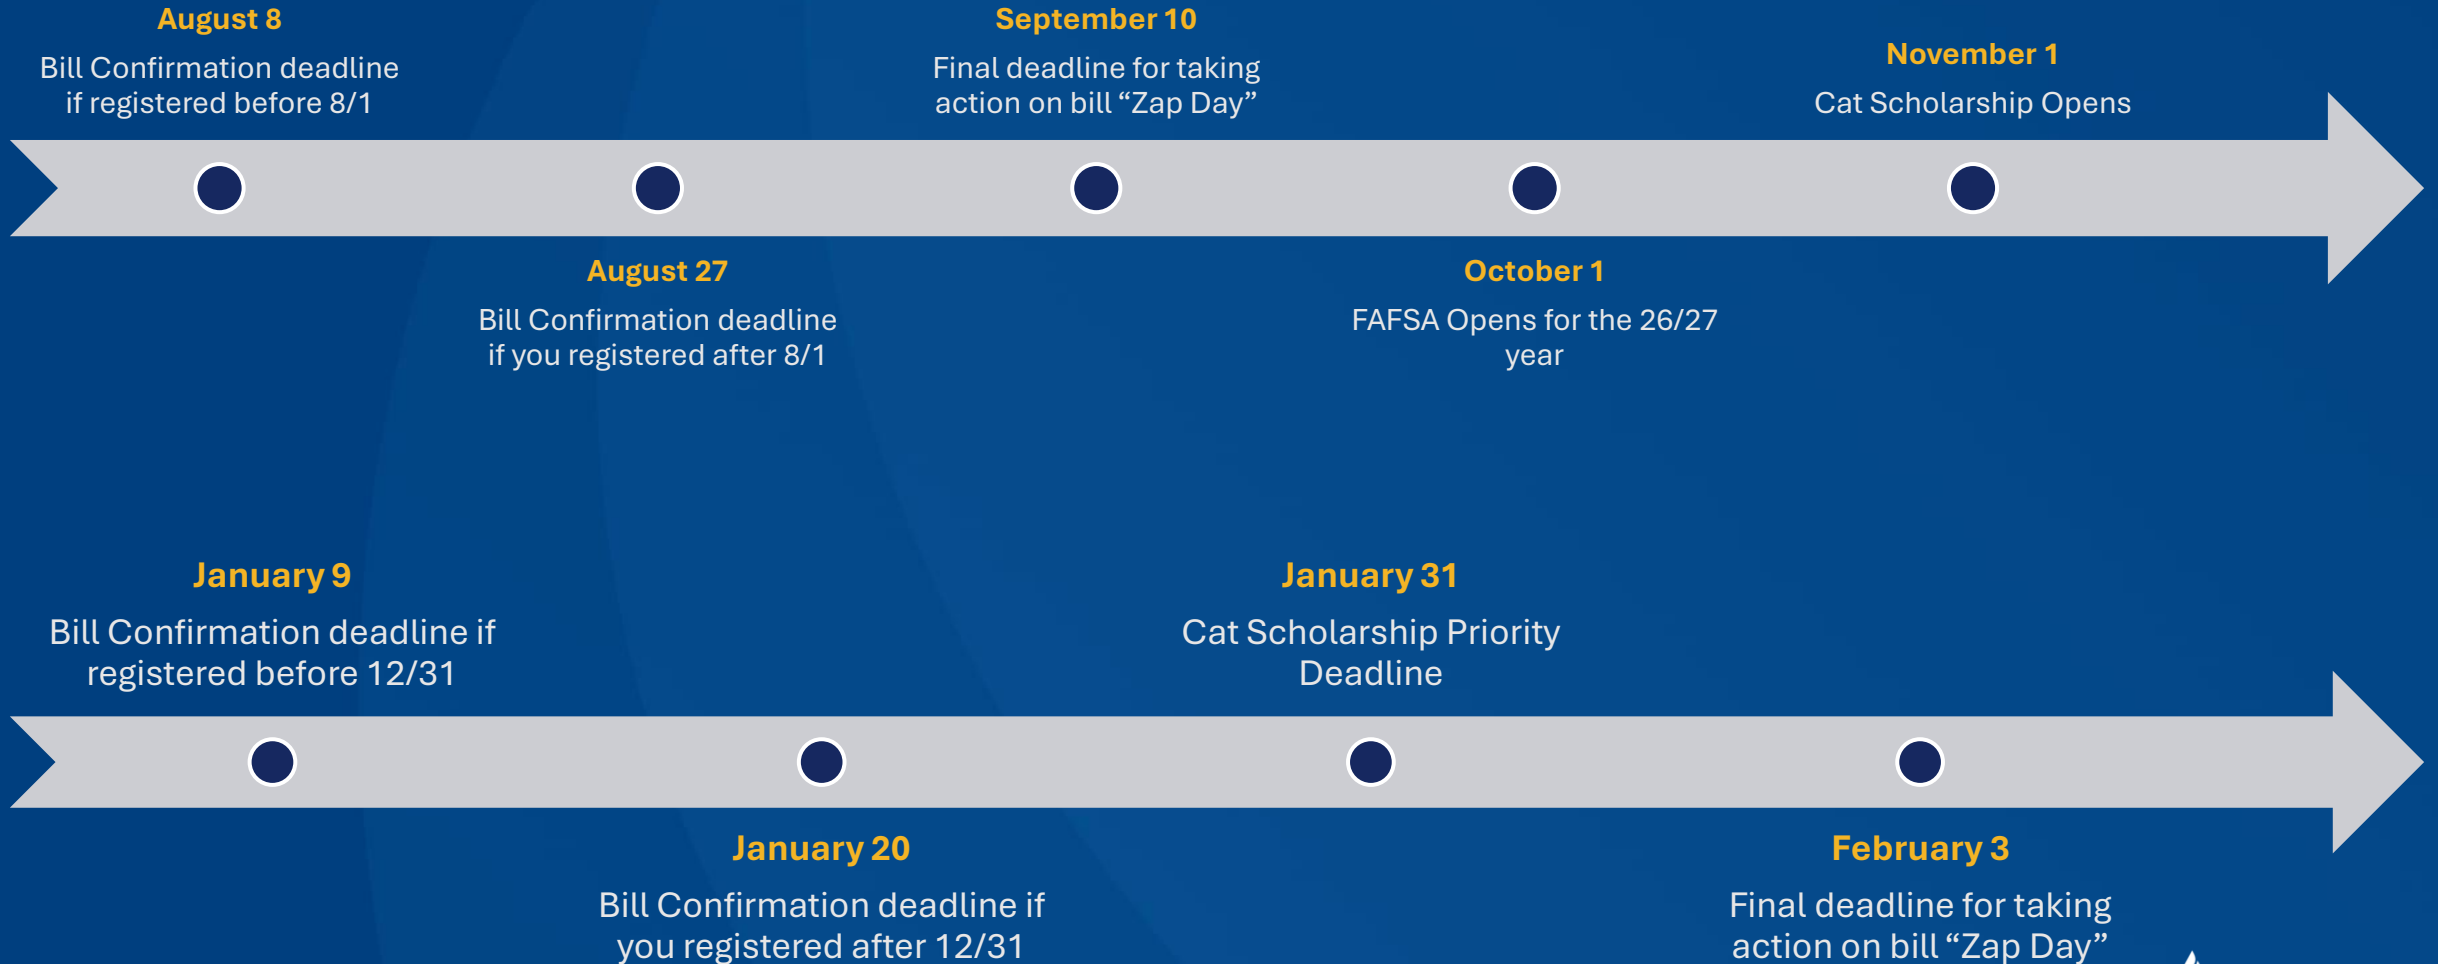 August 8
Bill Confirmation deadline
if registered before 8/1
August 27
Bill Confirmation deadline
if you registered after 8/1
September 10
Final deadline for taking
action on bill “Zap Day”
October 1
FAFSA Opens for the 26/27
year
November 1
Cat Scholarship Opens
January 9
Bill Confirmation deadline if
registered before 12/31
January 20
Bill Confirmation deadline if
you registered after 12/31
January 31
Cat Scholarship Priority
Deadline
February 3
Final deadline for taking
action on bill “Zap Day”